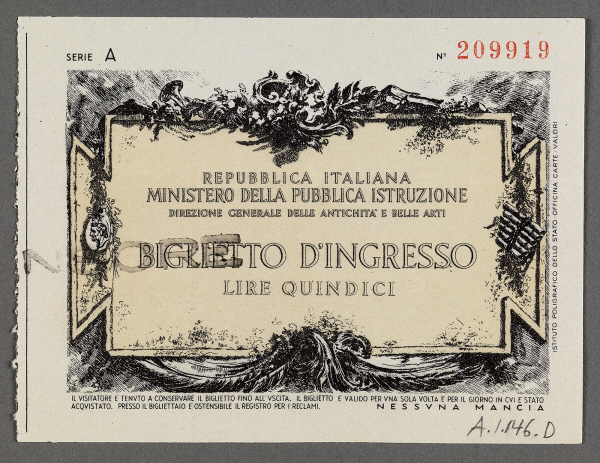 SERIE A
Nº 209919
REPUBBLICA ITALIANA
MINISTERO DELLA PUBBLICA ISTRUZIONE
DIREZIONE GENERALE DELLE ANTICHITA' E BELLE ARTI
BIGLIETTO D'INGRESSO
LIRE QUINDICI
ISTITUTO POLIGRAFICO DELLO STATO OFFICINA CARTE-VALORI
IL VISITATORE E TENVTO A CONSERVARE IL BIGLIETTO FINO ALL'VSCITA. IL BIGLIETTO E' VALIDO PER VNA SOLA VOLTA E PER IL GIORNO IN CVI E STATO
ACQVISTATO. PRESSO IL BIGLIETTAIO E OSTENSIBILE IL REGISTRO PER I RECLAMI. NESSVNA MANCIA
A.1.146.D